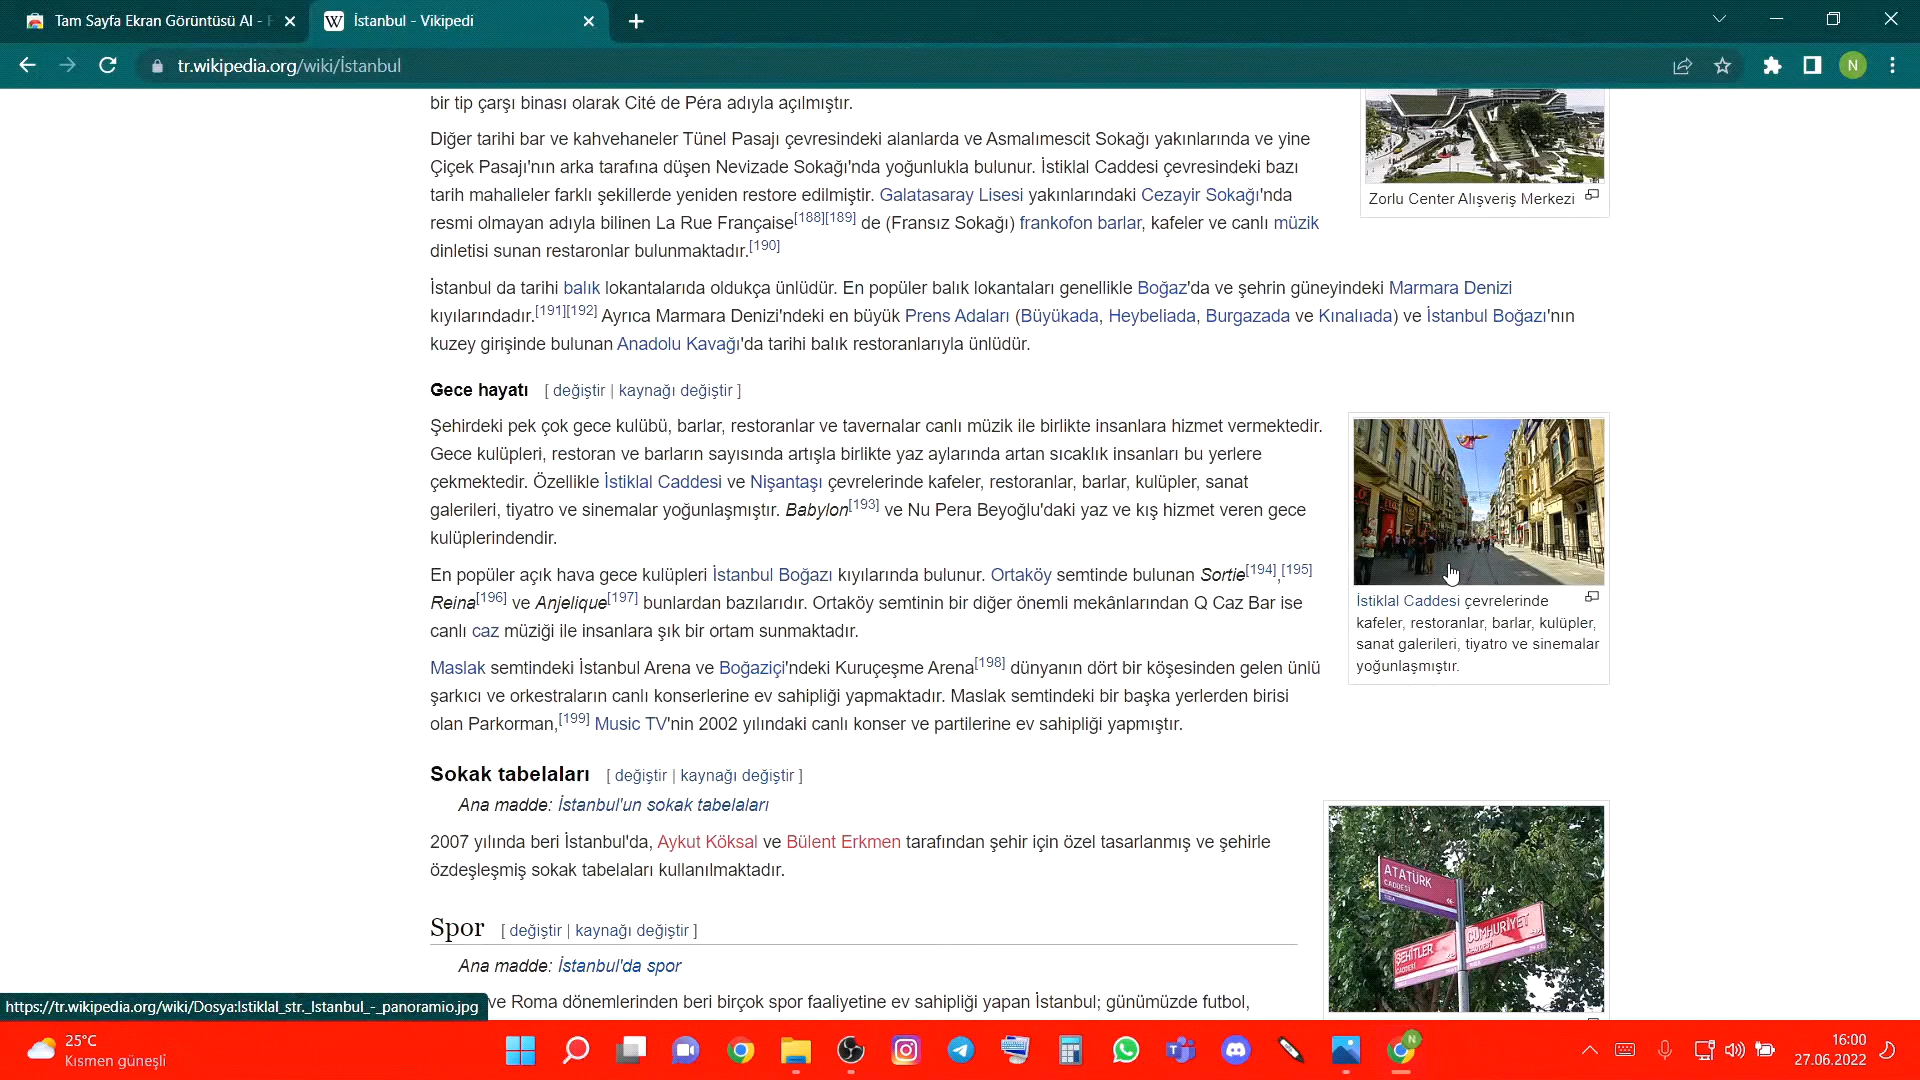 Tam Sayfa Ekran Görüntüsü Al -
İstanbul - Vikipedi
tr.wikipedia.org/wiki/İstanbul
N
bir tip çarşı binası olarak Cité de Péra adıyla açılmıştır.
Diğer tarihi bar ve kahvehaneler Tünel Pasajı çevresindeki alanlarda ve Asmalımescit Sokağı yakınlarında ve yine
Çiçek Pasajı'nın arka tarafına düşen Nevizade Sokağı'nda yoğunlukla bulunur. İstiklal Caddesi çevresindeki bazı
tarih mahalleler farklı şekillerde yeniden restore edilmiştir. Galatasaray Lisesi yakınlarındaki Cezayir Sokağı'nda
resmi olmayan adıyla bilinen La Rue Française[188][189] de (Fransız Sokağı) frankofon barlar, kafeler ve canlı müzik
dinletisi sunan restaronlar bulunmaktadır.[190]
Zorlu Center Alışveriş Merkezi
İstanbul da tarihi balık lokantalarıda oldukça ünlüdür. En popüler balık lokantaları genellikle Boğaz'da ve şehrin güneyindeki Marmara Denizi
kıyılarındadır.[191][192] Ayrıca Marmara Denizi'ndeki en büyük Prens Adaları (Büyükada, Heybeliada, Burgazada ve Kınalıada) ve İstanbul Boğazı'nın
kuzey girişinde bulunan Anadolu Kavağı'da tarihi balık restoranlarıyla ünlüdür.
Gece hayatı [ değiştir | kaynağı değiştir ]
Şehirdeki pek çok gece kulübü, barlar, restoranlar ve tavernalar canlı müzik ile birlikte insanlara hizmet vermektedir.
Gece kulüpleri, restoran ve barların sayısında artışla birlikte yaz aylarında artan sıcaklık insanları bu yerlere
çekmektedir. Özellikle İstiklal Caddesi ve Nişantaşı çevrelerinde kafeler, restoranlar, barlar, kulüpler, sanat
galerileri, tiyatro ve sinemalar yoğunlaşmıştır. Babylon[193] ve Nu Pera Beyoğlu'daki yaz ve kış hizmet veren gece
kulüplerindendir.
En popüler açık hava gece kulüpleri İstanbul Boğazı kıyılarında bulunur. Ortaköy semtinde bulunan Sortie[194],[195]
Reina[196] ve Anjelique[197] bunlardan bazılarıdır. Ortaköy semtinin bir diğer önemli mekânlarından Q Caz Bar ise
canlı caz müziği ile insanlara şık bir ortam sunmaktadır.
İstiklal Caddesi çevrelerinde
kafeler, restoranlar, barlar, kulüpler,
sanat galerileri, tiyatro ve sinemalar
yoğunlaşmıştır.
Maslak semtindeki İstanbul Arena ve Boğaziçi'ndeki Kuruçeşme Arena[198] dünyanın dört bir köşesinden gelen ünlü
şarkıcı ve orkestraların canlı konserlerine ev sahipliği yapmaktadır. Maslak semtindeki bir başka yerlerden birisi
olan Parkorman,[199] Music TV'nin 2002 yılındaki canlı konser ve partilerine ev sahipliği yapmıştır.
Sokak tabelaları [ değiştir | kaynağı değiştir ]
Ana madde: İstanbul'un sokak tabelaları
2007 yılında beri İstanbul'da, Aykut Köksal ve Bülent Erkmen tarafından şehir için özel tasarlanmış ve şehirle
özdeşleşmiş sokak tabelaları kullanılmaktadır.
ATATÜRK
CADDESİ
CUMHURİYET
ŞEHİTLER
CADDESİ
Spor [ değiştir | kaynağı değiştir ]
Ana madde: İstanbul'da spor
ve Roma dönemlerinden beri birçok spor faaliyetine ev sahipliği yapan İstanbul; günümüzde futbol,
https://tr.wikipedia.org/wiki/Dosya:Istiklal_str._Istanbul_-_panoramio.jpg
25°C
Kısmen güneşli
N
16:00
27.06.2022